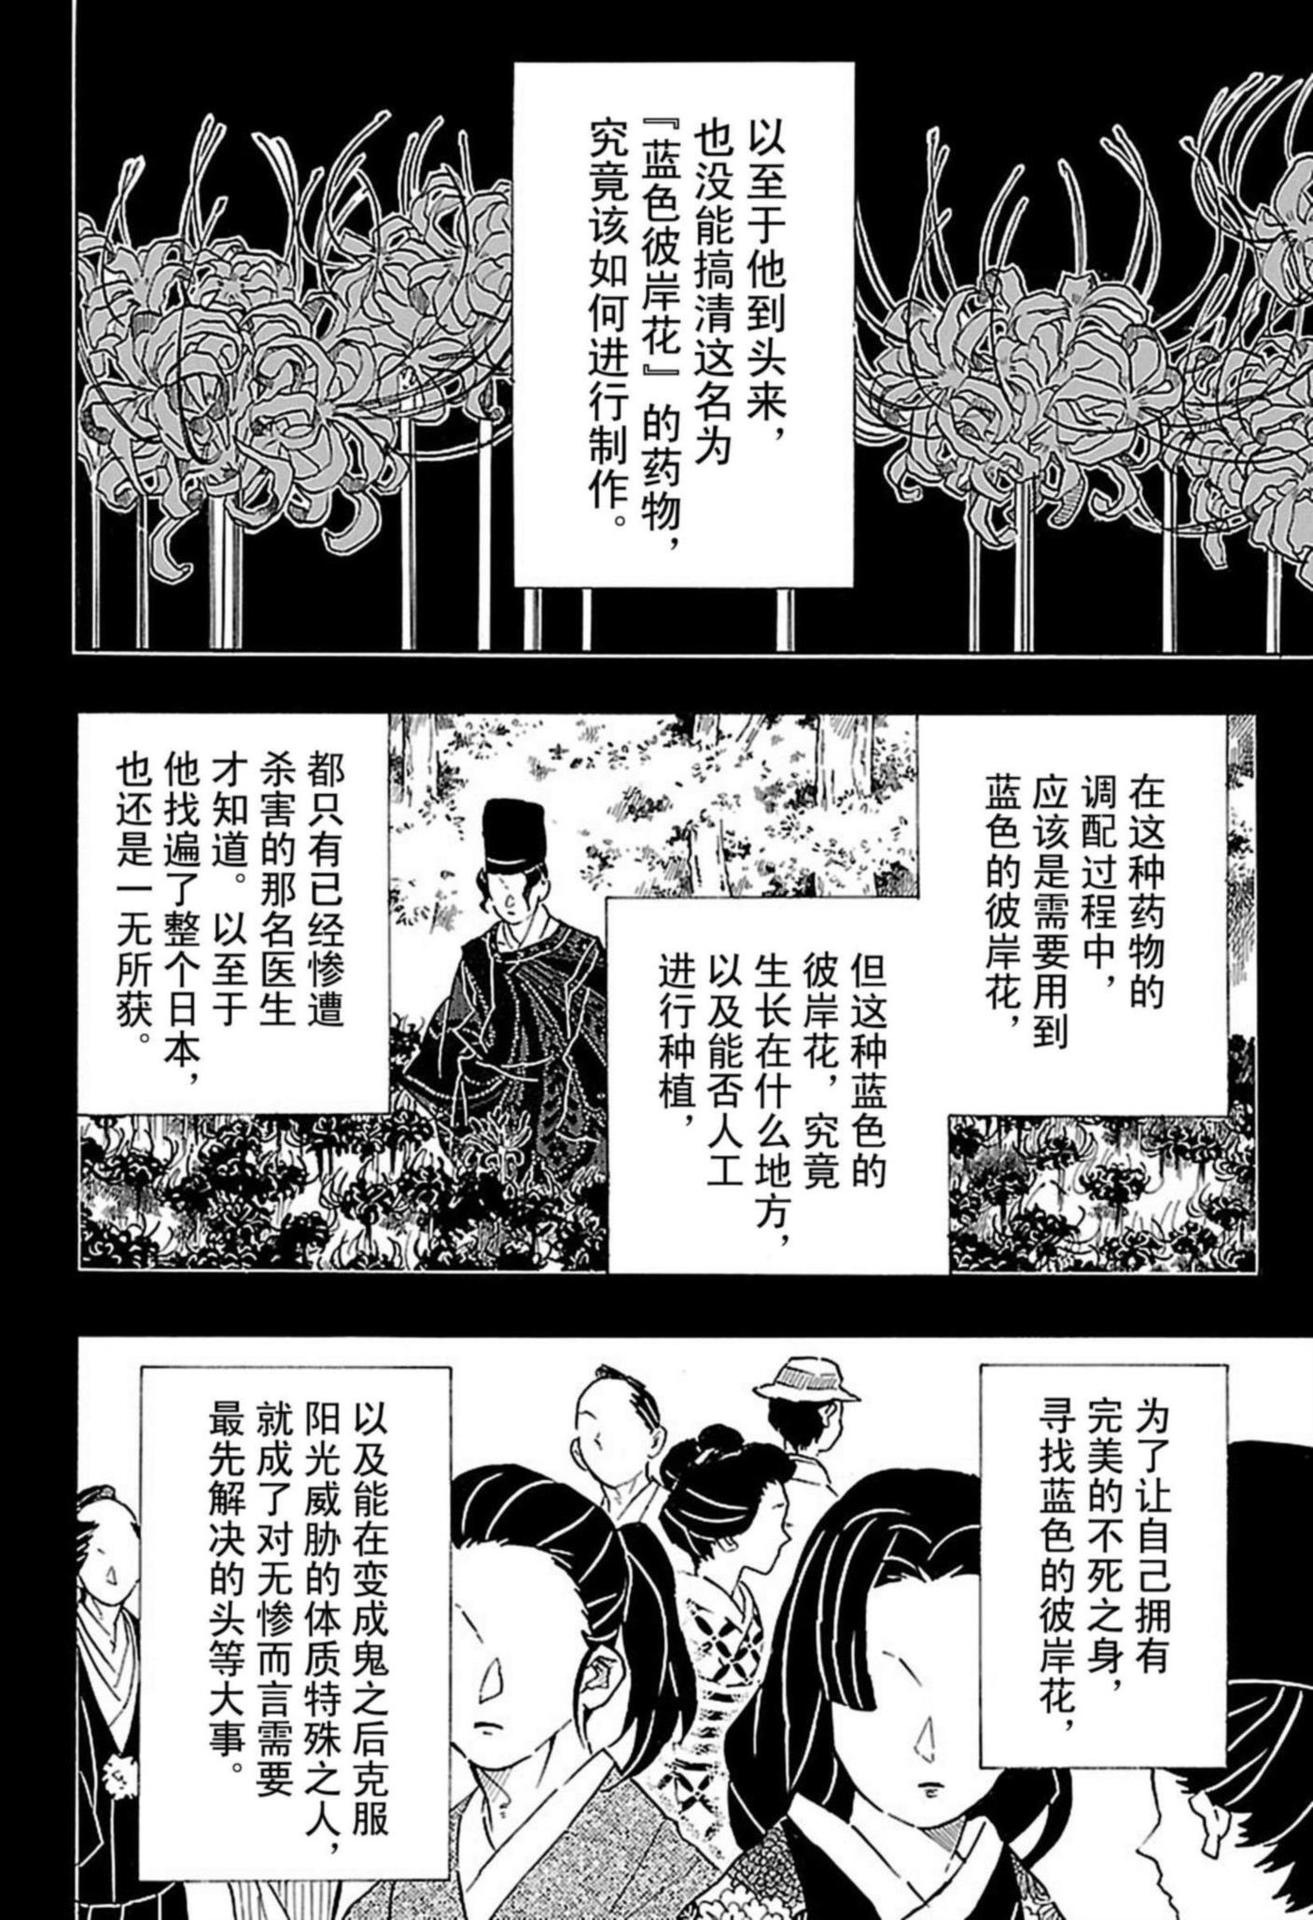 以至于他到头来，
也没能搞清这名为
『蓝色彼岸花』的药物，
究竟该如何进行制作。
在这种药物的
调配过程中，
应该是需要用到
蓝色的彼岸花，
但这种蓝色的
彼岸花，究竟
生长在什么地方，
以及能否人工
进行种植，
都只有已经惨遭
杀害的那名医生
才知道。以至于
他找遍了整个日本，
也还是一无所获。
为了让自己拥有
完美的不死之身，
寻找蓝色的彼岸花，
以及能在变成鬼之后克服
阳光威胁的体质特殊之人，
就成了对无惨而言需要
最先解决的头等大事。